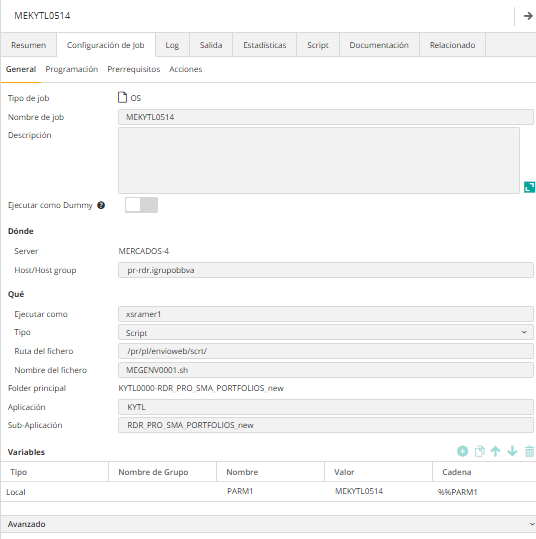 MEKYTL0514
Resumen Configuración de Job Log Salida Estadísticas Script Documentación Relacionado
General Programación Prerrequisitos Acciones
Tipo de job OS
Nombre de job MEKYTL0514
Descripción
Ejecutar como Dummy ?
Dónde
Server MERCADOS-4
Host/Host group pr-rdr.igrupobbva
Qué
Ejecutar como xsramer1
Tipo Script
Ruta del fichero /pr/pl/envioweb/scrt/
Nombre del fichero MEGENV0001.sh
Folder principal KYTL0000-RDR_PRO_SMA_PORTFOLIOS_new
Aplicación KYTL
Sub-Aplicación RDR_PRO_SMA_PORTFOLIOS_new
Variables
Tipo Nombre de Grupo Nombre Valor Cadena
Local PARM1 MEKYTL0514 %%PARM1
Avanzado